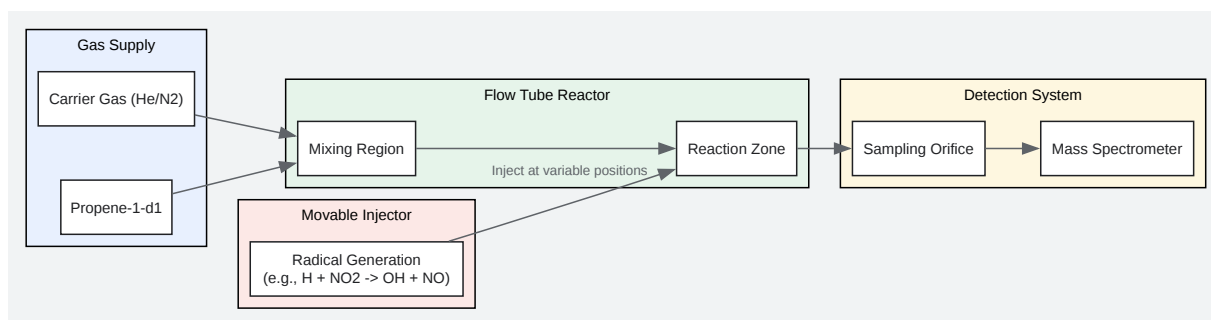 Gas Supply
Carrier Gas (He/N2)
Propene-1-d1
Flow Tube Reactor
Mixing Region
Reaction Zone
Inject at variable positions
Movable Injector
Radical Generation
(e.g., H + NO2 -> OH + NO)
Detection System
Sampling Orifice
Mass Spectrometer